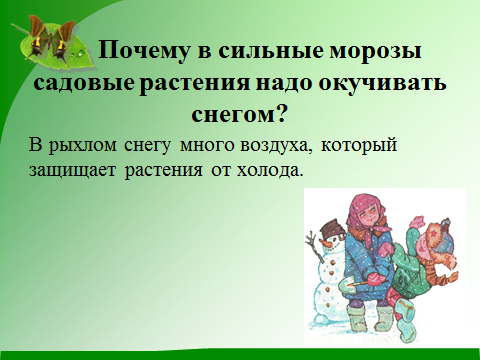 Почему в сильные морозы
садовые растения надо окучивать
снегом?
В рыхлом снегу много воздуха, который
защищает растения от холода.